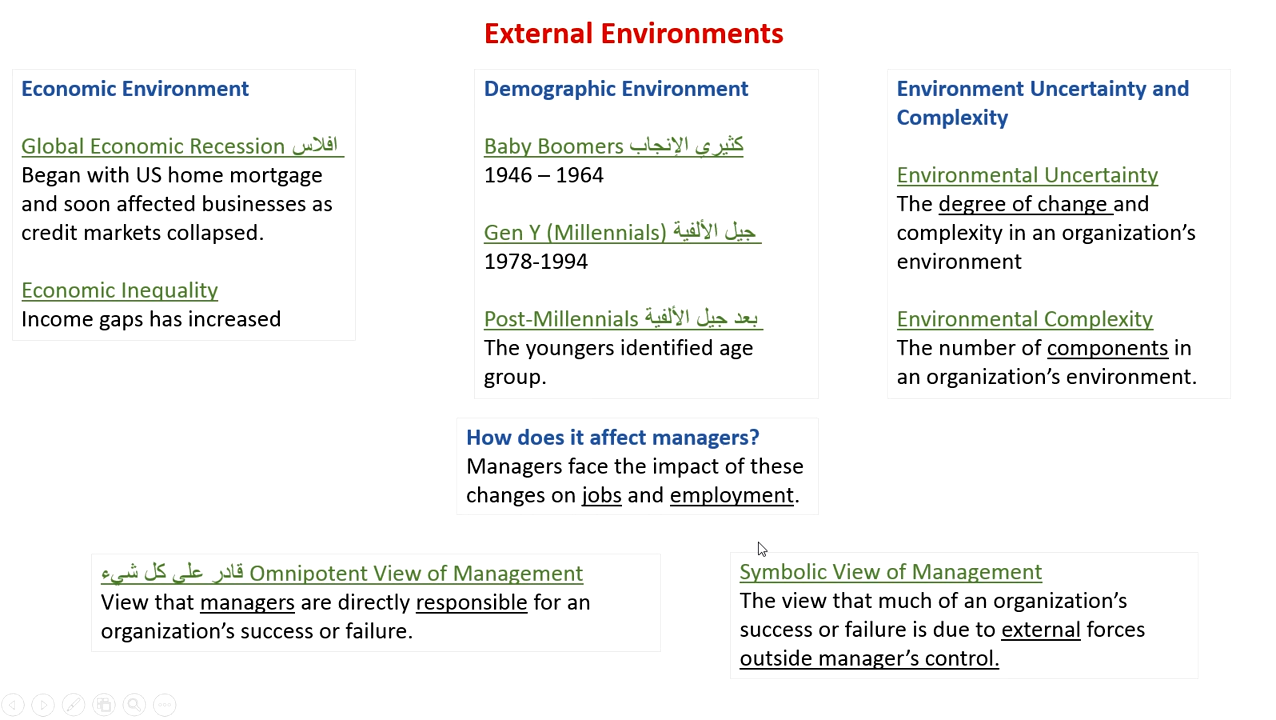 External Environments
Economic Environment
Global Economic Recession افلاس
Began with US home mortgage
and soon affected businesses as
credit markets collapsed.
Economic Inequality
Income gaps has increased
Demographic Environment
Baby Boomers كثيري الإنجاب
1946 – 1964
Gen Y (Millennials) جيل الألفية
1978-1994
Post-Millennials بعد جيل الألفية
The youngers identified age
group.
Environment Uncertainty and
Complexity
Environmental Uncertainty
The degree of change and
complexity in an organization’s
environment
Environmental Complexity
The number of components in
an organization’s environment.
How does it affect managers?
Managers face the impact of these
changes on jobs and employment.
قادر على كل شيء Omnipotent View of Management
View that managers are directly responsible for an
organization’s success or failure.
Symbolic View of Management
The view that much of an organization’s
success or failure is due to external forces
outside manager’s control.